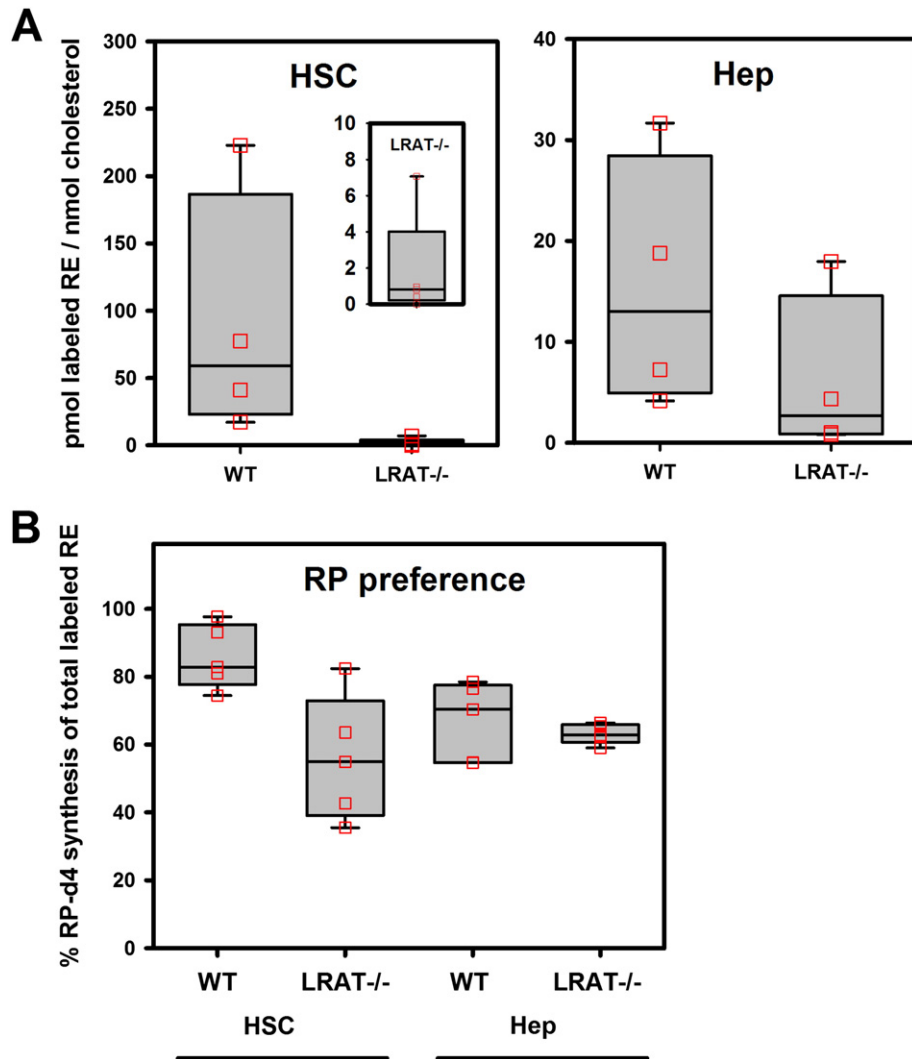 A
HSC
Hep
pmol labeled RE / nmol cholesterol
300
250
200
150
100
50
0
WT
LRAT-/-
10
8
6
4
2
0
LRAT-/-
40
30
20
10
0
WT
LRAT-/-
B
RP preference
% RP-d4 synthesis of total labeled RE
100
80
60
40
20
0
WT
LRAT-/-
WT
LRAT-/-
HSC
Hep